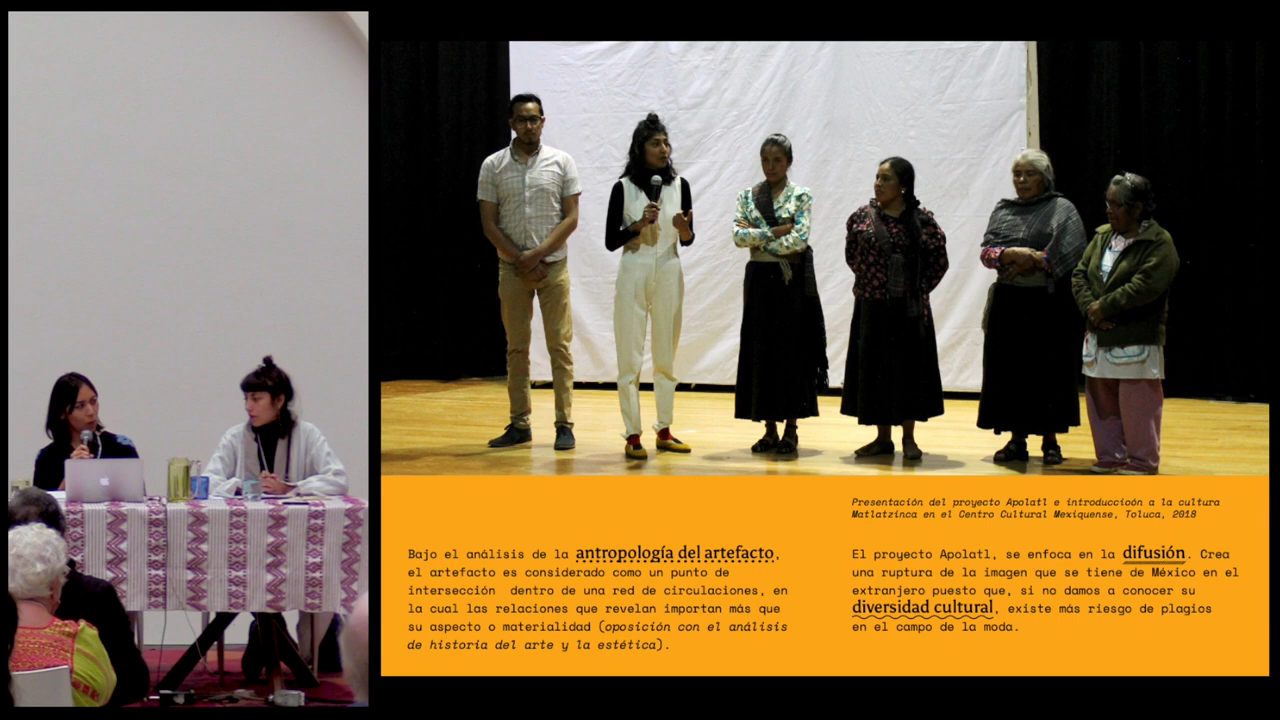 Presentación del proyecto Apolatl e introduccioón a la cultura
Matlatzinca en el Centro Cultural Mexiquense, Toluca, 2018
Bajo el análisis de la antropología del artefacto,
el artefacto es considerado como un punto de
intersección dentro de una red de circulaciones, en
la cual las relaciones que revelan importan más que
su aspecto o materialidad (oposición con el análisis
de historia del arte y la estética).
El proyecto Apolatl, se enfoca en la difusión. Crea
una ruptura de la imagen que se tiene de México en el
extranjero puesto que, si no damos a conocer su
diversidad cultural, existe más riesgo de plagios
en el campo de la moda.